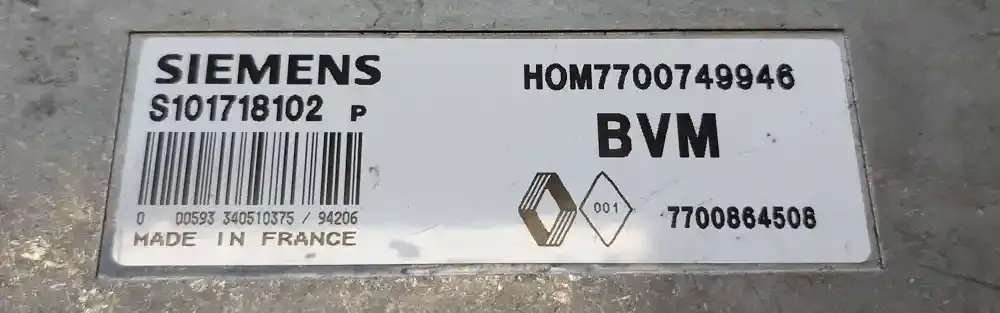 SIEMENS
S101718102 P
0 00593 340510375 / 94206
MADE IN FRANCE
HOM7700749946
BVM
001
7700864508